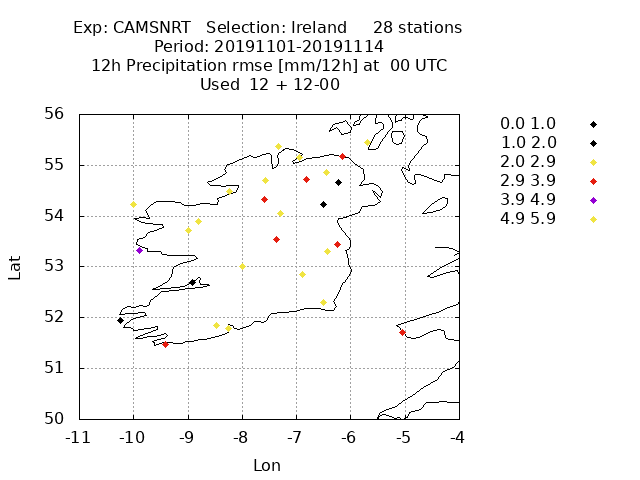 Exp: CAMSNRT   Selection: Ireland     28 stations
Period: 20191101-20191114
12h Precipitation rmse [mm/12h] at  00 UTC
Used  12 + 12-00
56
55
54
53
52
51
50
Lat
-11 -10 -9 -8 -7 -6 -5 -4
Lon
0.0 1.0
1.0 2.0
2.0 2.9
2.9 3.9
3.9 4.9
4.9 5.9